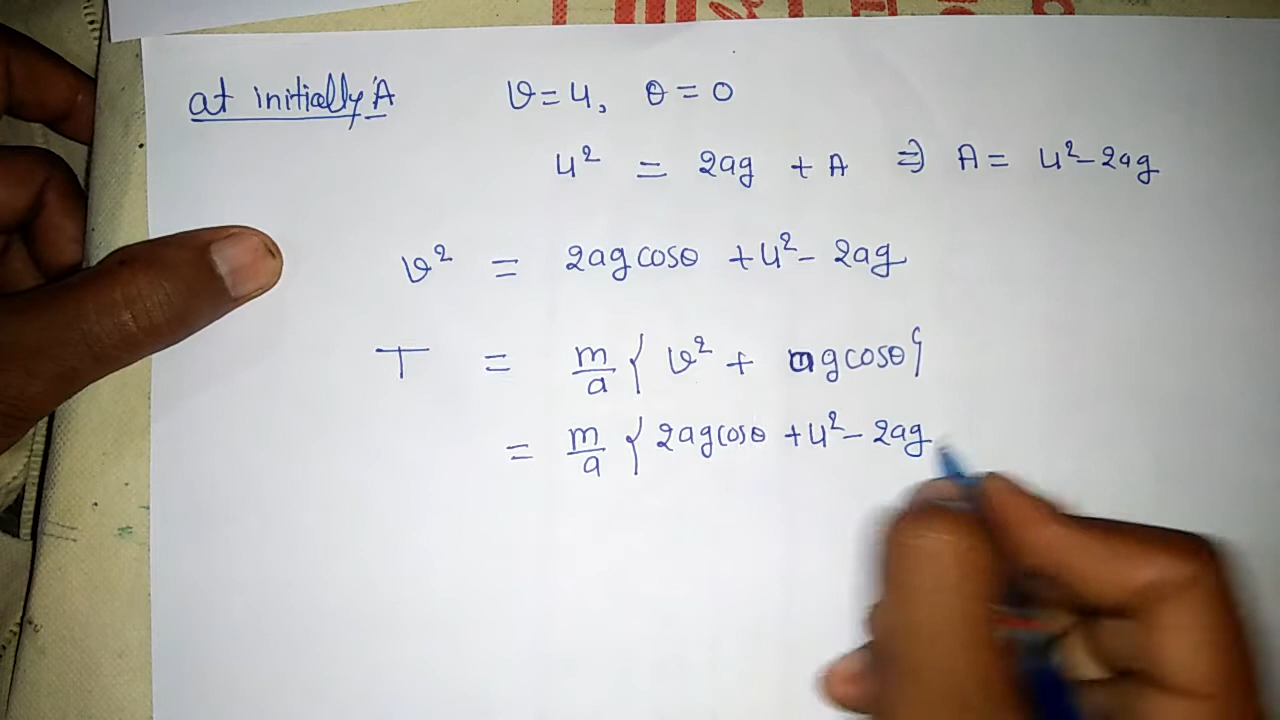 at initially A v=u, θ=0
u² = 2ag + A ⇒ A = u²-2ag
v² = 2ag cosθ + u² - 2ag
T = m/a { v² + ag cosθ }
= m/a { 2ag cosθ + u² - 2ag